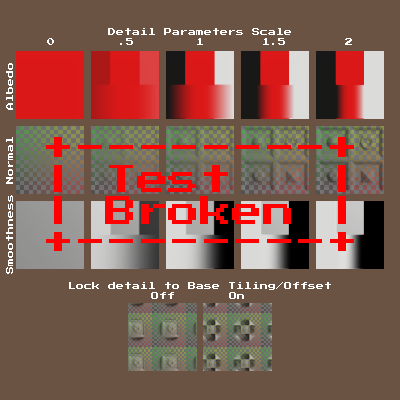 Detail Parameters Scale
0 .5 1 1.5 2
Albedo
Normal
Test
Broken
Smoothness
Lock detail to Base Tiling/Offset
Off On